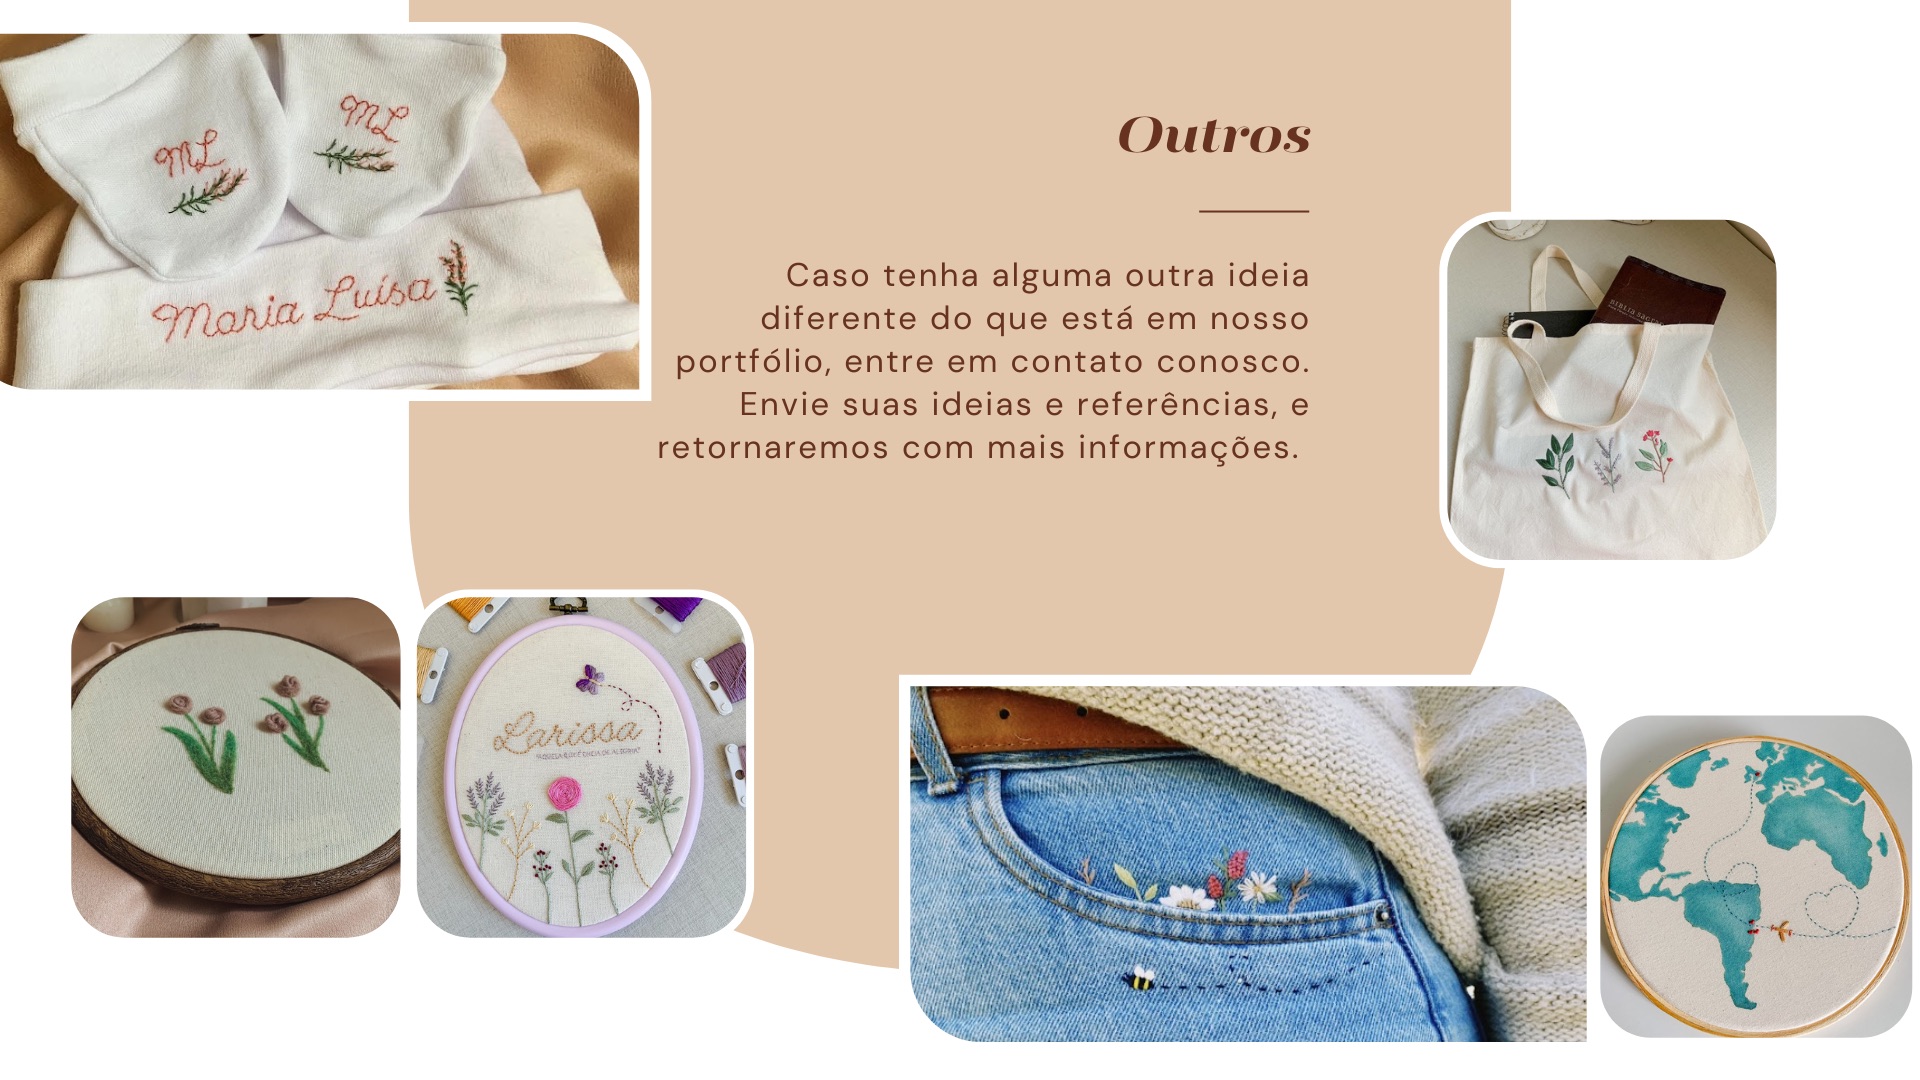 ML
ML
Maria Luísa
Outros
Caso tenha alguma outra ideia
diferente do que está em nosso
portfólio, entre em contato conosco.
Envie suas ideias e referências, e
retornaremos com mais informações.
BIBLIA sagrada
Larissa